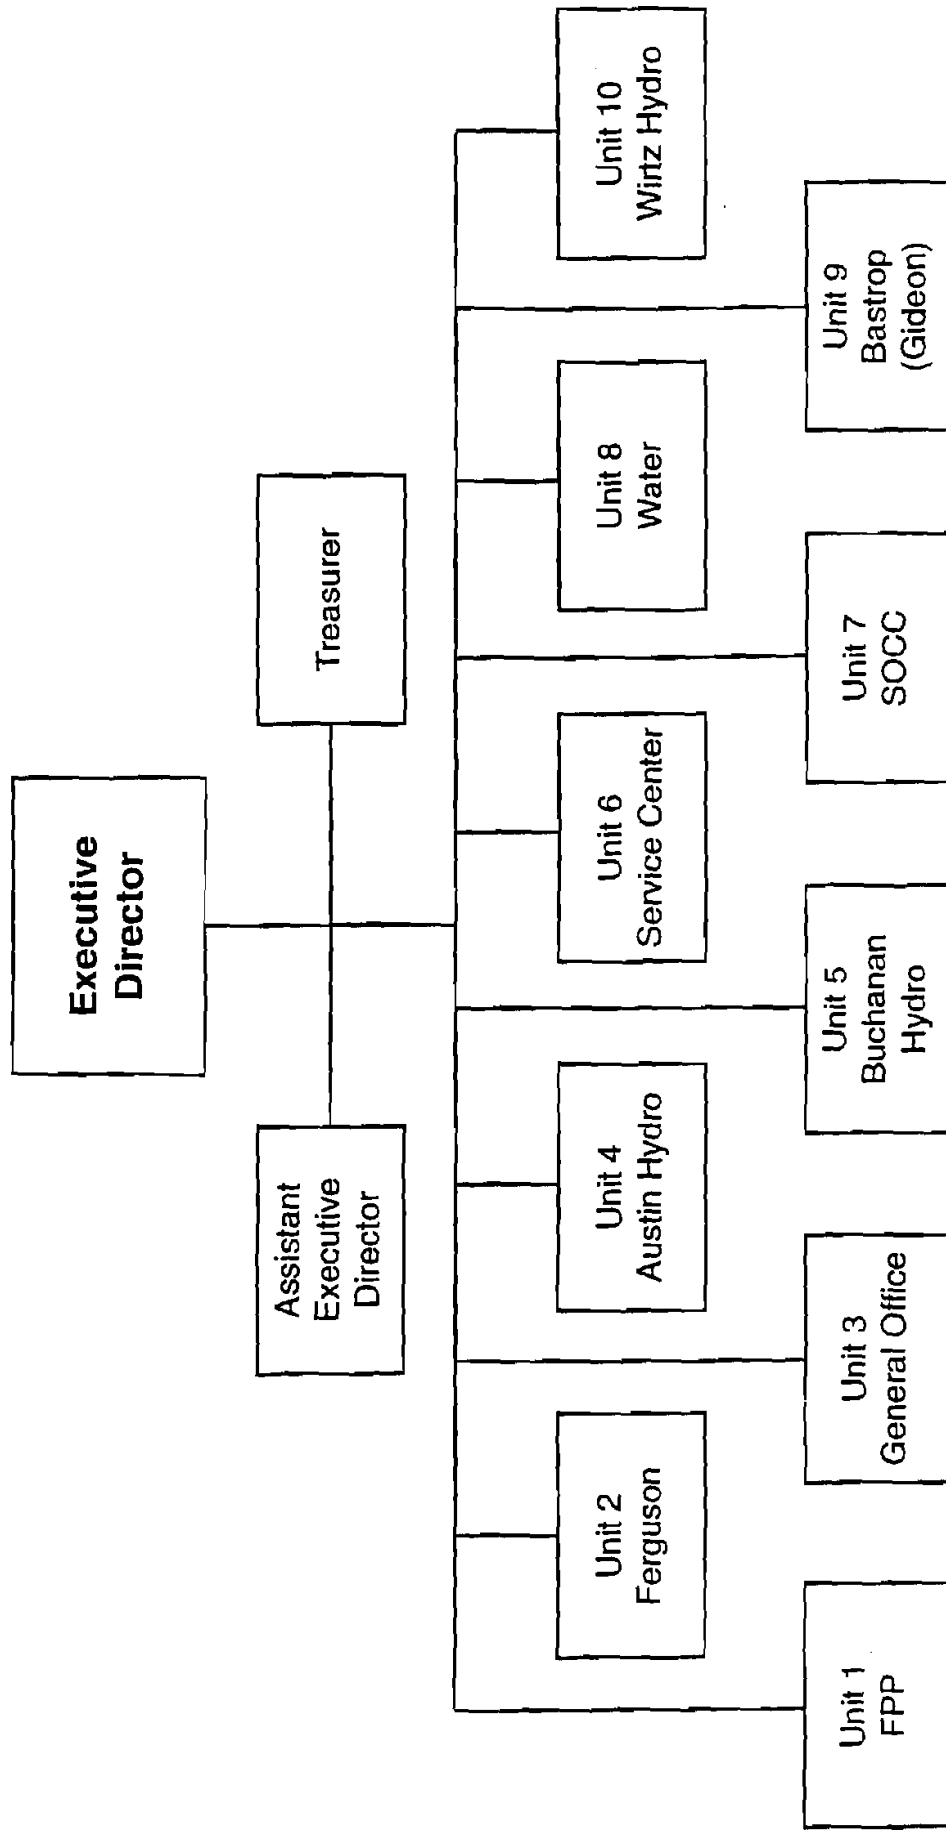 Executive
Director
Assistant
Executive
Director
Treasurer
Unit 2
Ferguson
Unit 4
Austin Hydro
Unit 6
Service Center
Unit 8
Water
Unit 10
Wirtz Hydro
Unit 1
FPP
Unit 3
General Office
Unit 5
Buchanan
Hydro
Unit 7
SOCC
Unit 9
Bastrop
(Gideon)